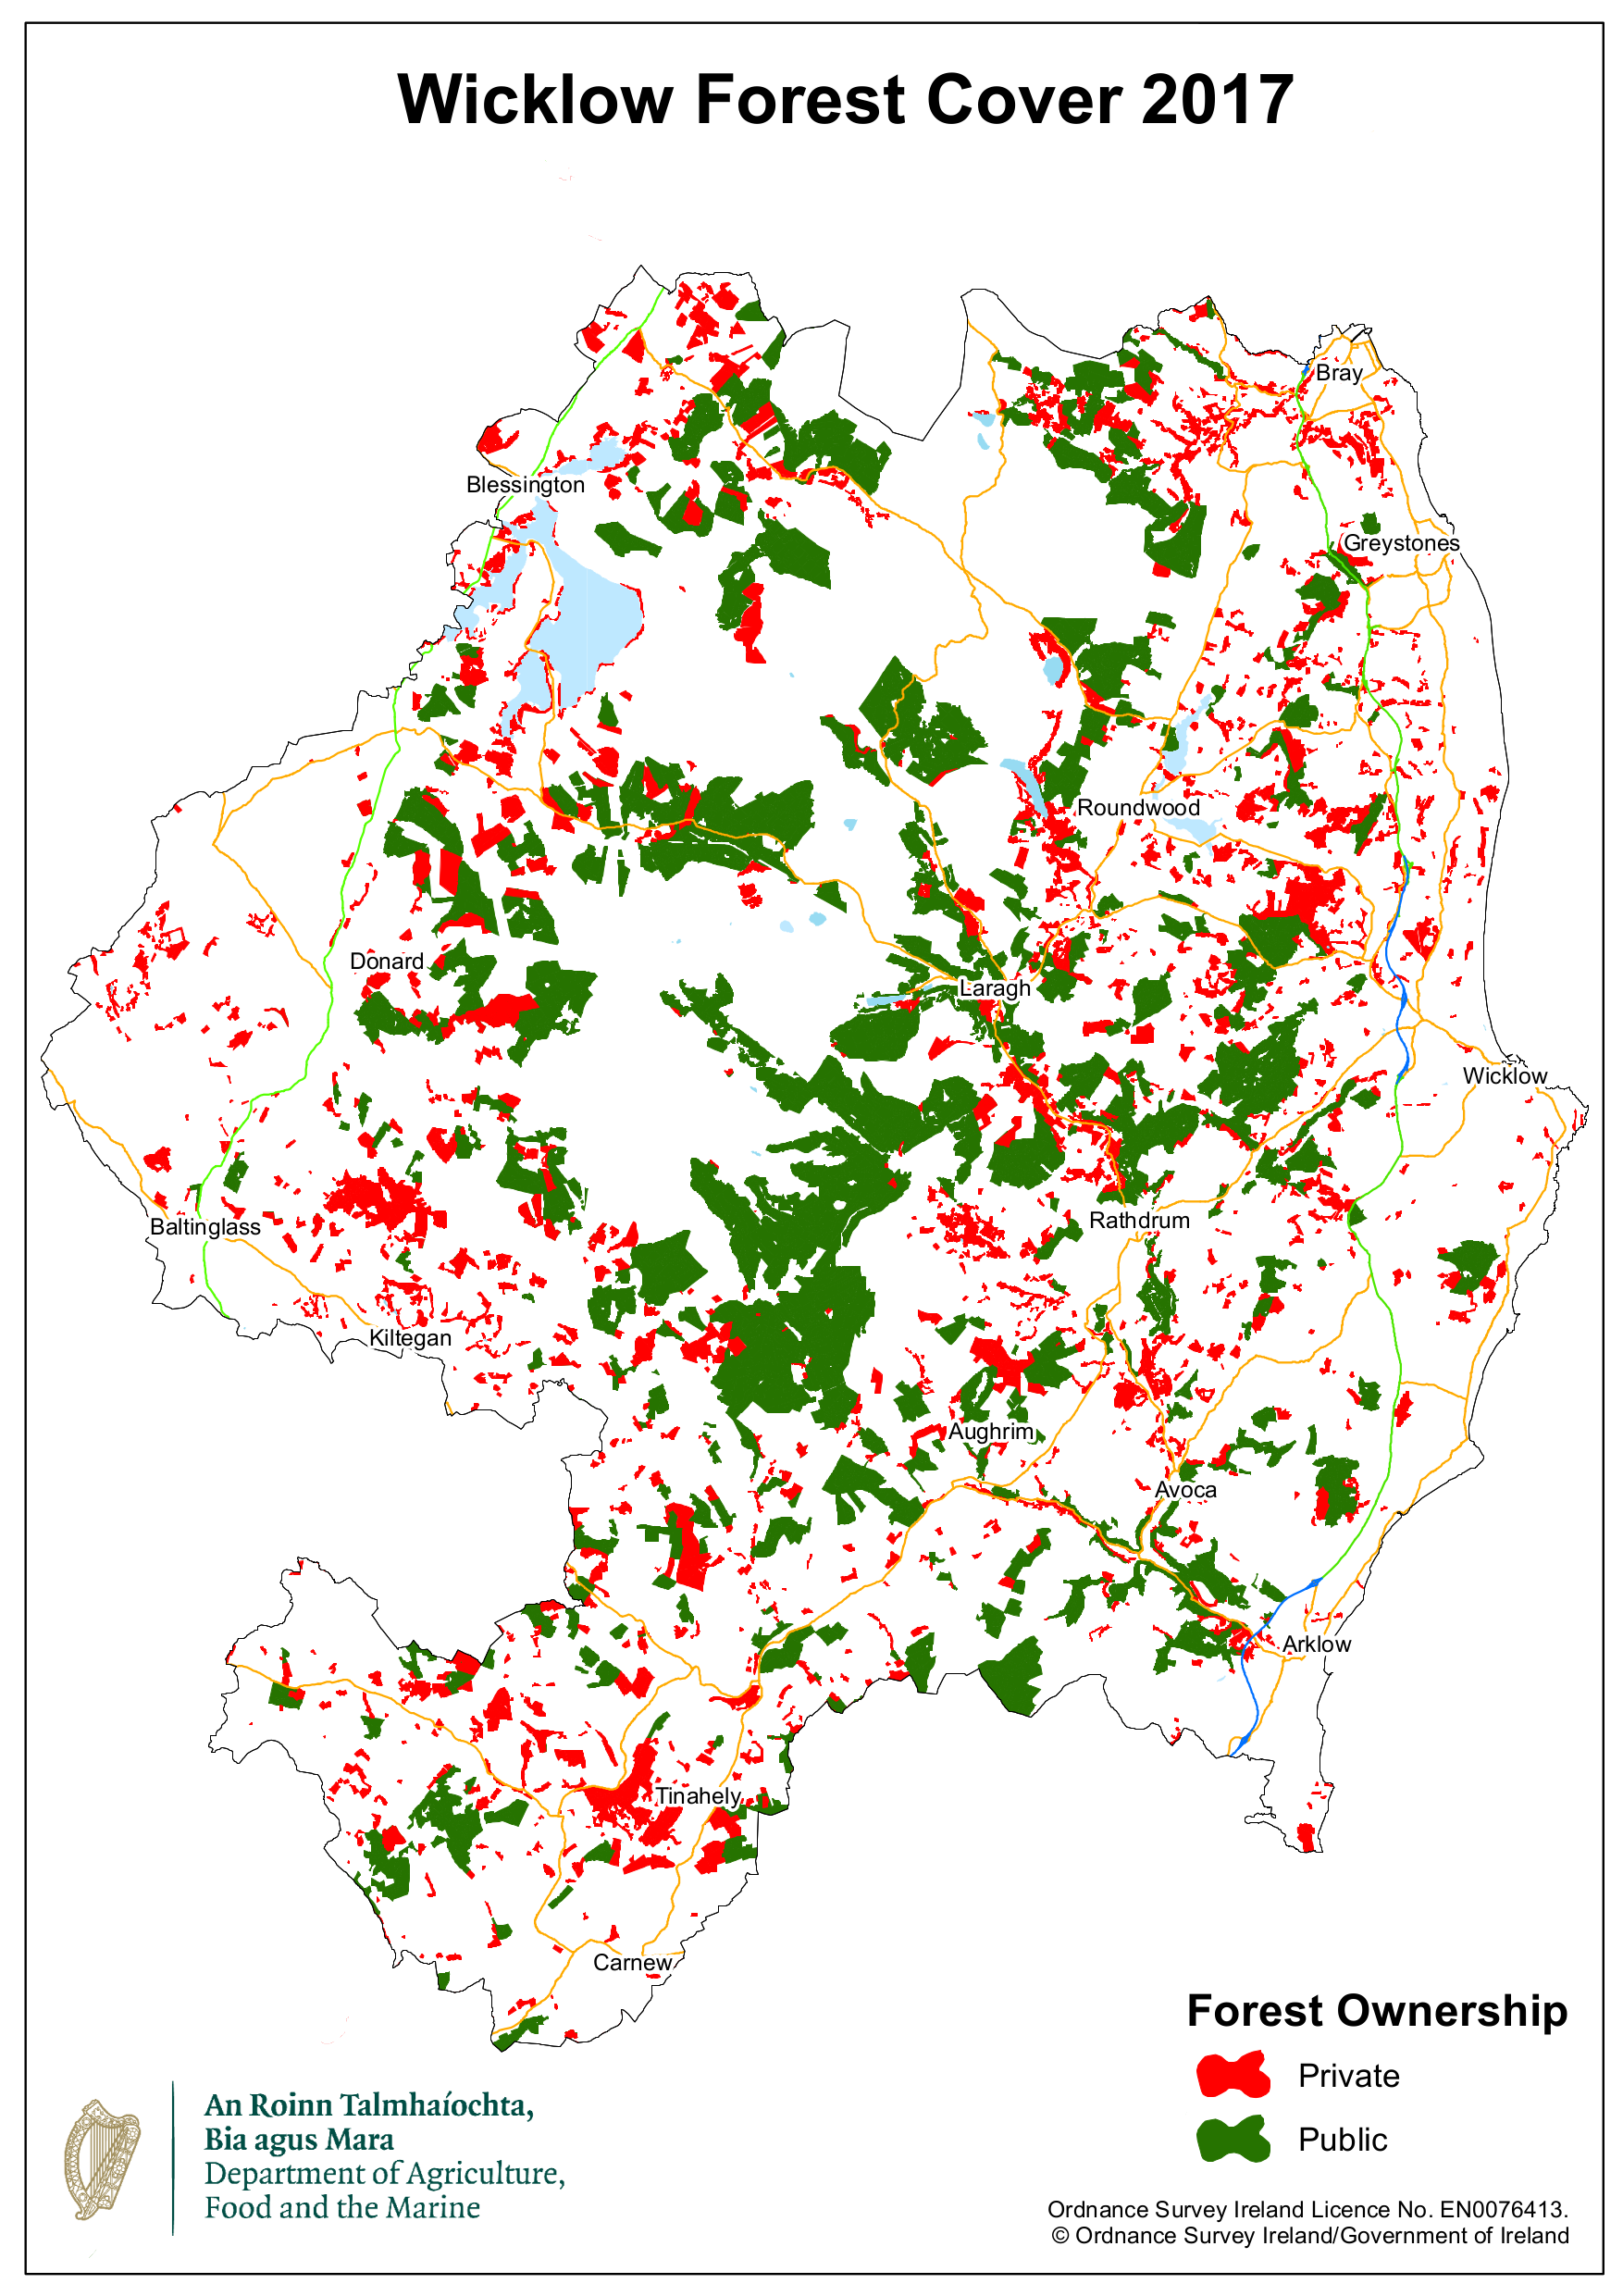 Wicklow Forest Cover 2017
Bray
Blessington
Greystones
Roundwood
Donard
Laragh
Wicklow
Rathdrum
Baltinglass
Kiltegan
Aughrim
Avoca
Arklow
Tinahely
Carnew
Forest Ownership
Private
Public
An Roinn Talmhaíochta,
Bia agus Mara
Department of Agriculture,
Food and the Marine
Ordnance Survey Ireland Licence No. EN0076413.
© Ordnance Survey Ireland/Government of Ireland